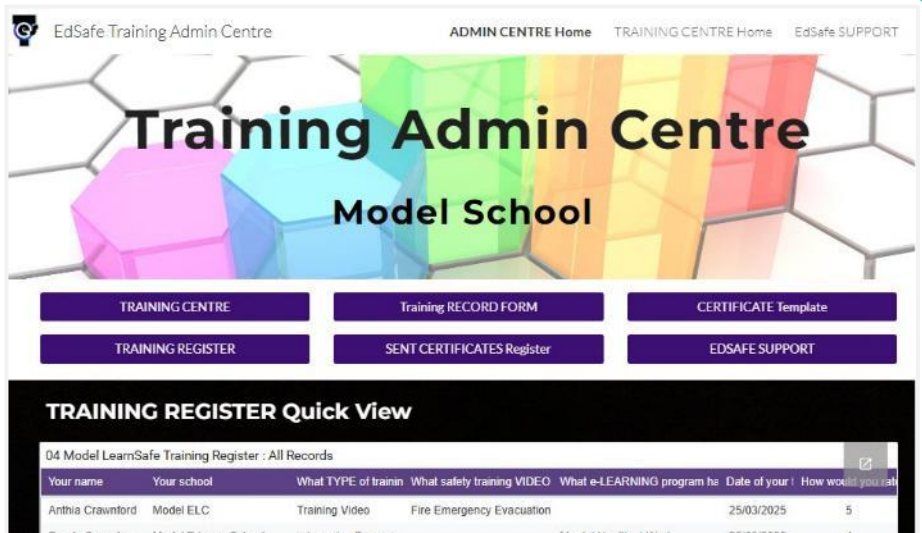 EdSafe Training Admin Centre
ADMIN CENTRE Home TRAINING CENTRE Home EdSafe SUPPORT
Training Admin Centre
Model School
TRAINING CENTRE Training RECORD FORM CERTIFICATE Template
TRAINING REGISTER SENT CERTIFICATES Register EDSAFE SUPPORT
TRAINING REGISTER Quick View
04 Model LearnSafe Training Register : All Records
Your name Your school What TYPE of trainin What safety training VIDEO What e-LEARNING program ha Date of your How would you rat
Anthia Crawnford Model ELC Training Video Fire Emergency Evacuation 25/03/2025 5